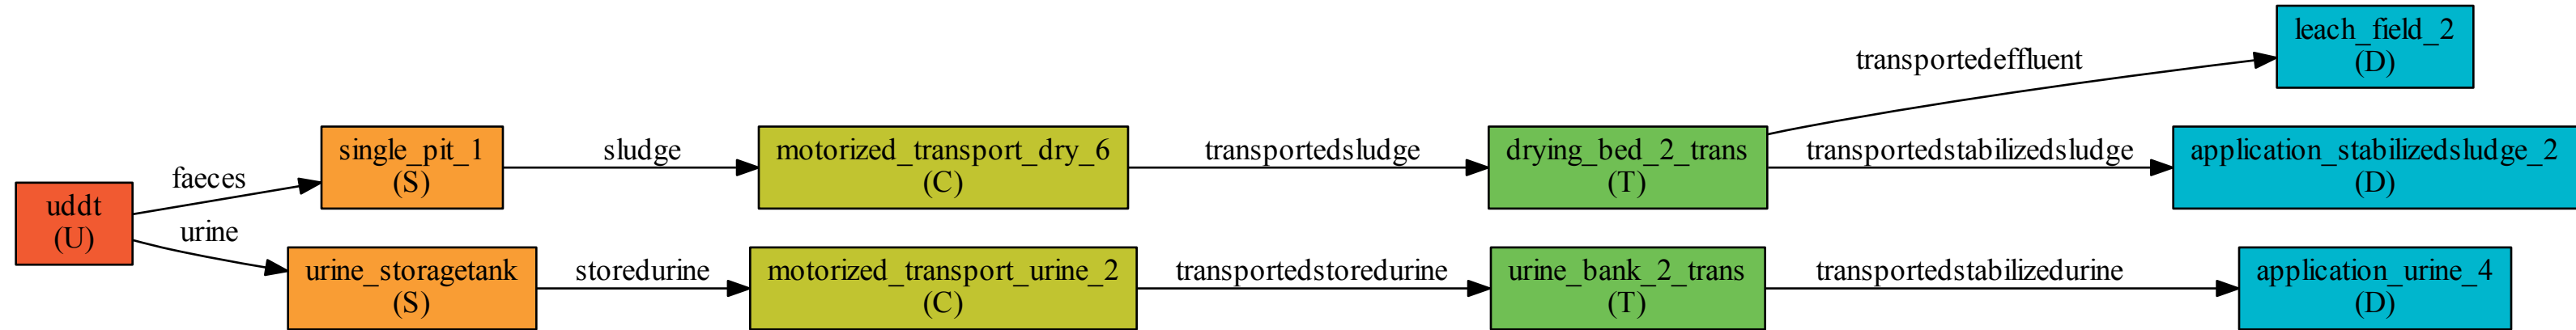 uddt
(U)
faeces
urine
single_pit_1
(S)
sludge
motorized_transport_dry_6
(C)
transportedsludge
drying_bed_2_trans
(T)
transportedeffluent
leach_field_2
(D)
transportedstabilizedsludge
application_stabilizedsludge_2
(D)
urine_storagetank
(S)
storedurine
motorized_transport_urine_2
(C)
transportedstoredurine
urine_bank_2_trans
(T)
transportedstabilizedurine
application_urine_4
(D)